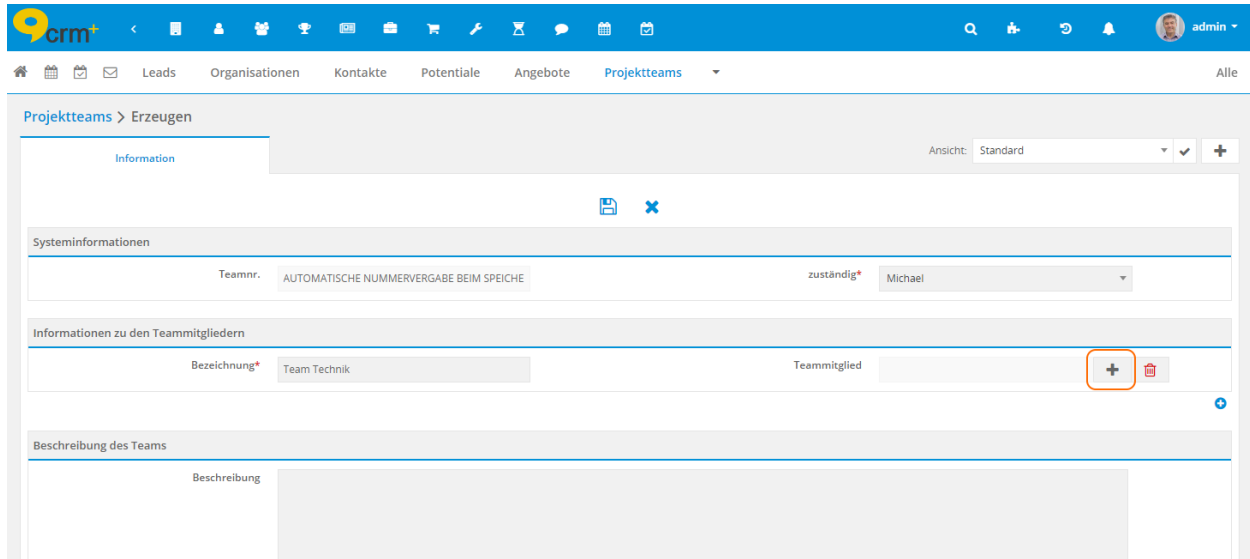 crm+
admin
Leads Organisationen Kontakte Potentiale Angebote Projektteams Alle
Projektteams > Erzeugen
Information
Ansicht: Standard
Systeminformationen
Teamnr. AUTOMATISCHE NUMMERVERGABE BEIM SPEICHE
zuständig* Michael
Informationen zu den Teammitgliedern
Bezeichnung* Team Technik
Teammitglied
Beschreibung des Teams
Beschreibung